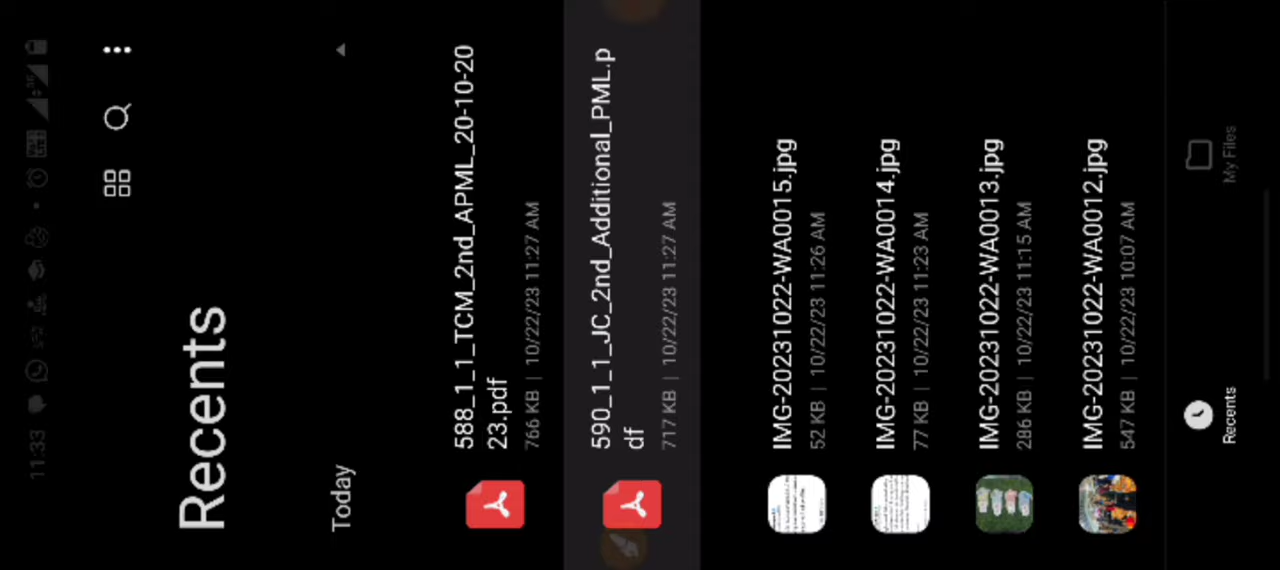 11:33
Recents
Today
588_1_1_TCM_2nd_APML_20-10-20
23.pdf
766 KB | 10/22/23 11:27 AM
590_1_1_JC_2nd_Additional_PML.p
df
717 KB | 10/22/23 11:27 AM
IMG-20231022-WA0015.jpg
52 KB | 10/22/23 11:26 AM
IMG-20231022-WA0014.jpg
77 KB | 10/22/23 11:23 AM
IMG-20231022-WA0013.jpg
286 KB | 10/22/23 11:15 AM
IMG-20231022-WA0012.jpg
547 KB | 10/22/23 10:07 AM
Recents
My Files